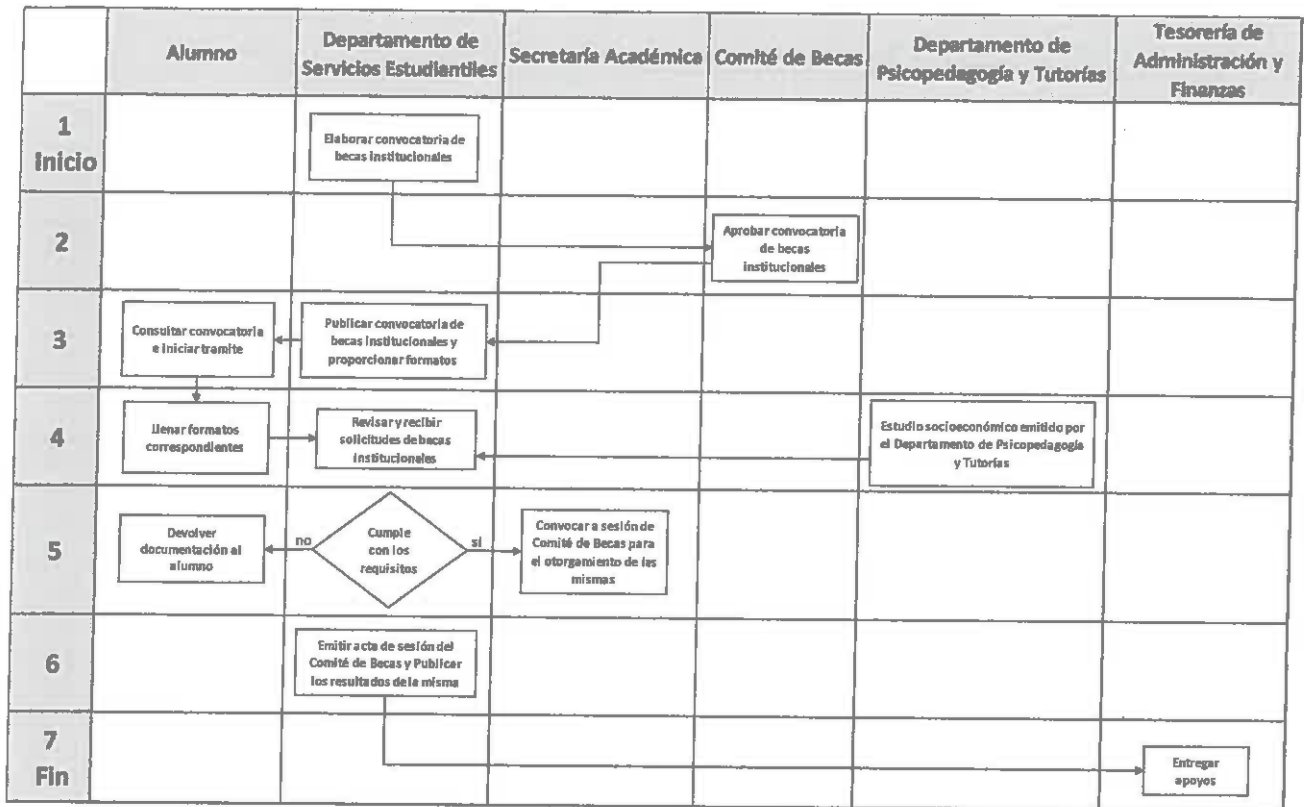 Alumno
Departamento de
Servicios Estudiantiles
Secretaría Académica
Comité de Becas
Departamento de
Psicopedagogía y Tutorías
Tesorería de
Administración y
Finanzas
1
Inicio
Elaborar convocatoria de
becas institucionales
2
Aprobar convocatoria
de becas
institucionales
3
Consultar convocatoria
e iniciar tramite
Publicar convocatoria de
becas institucionales y
proporcionar formatos
4
Llenar formatos
correspondientes
Revisar y recibir
solicitudes de becas
institucionales
Estudio socioeconómico emitido por
el Departamento de Psicopedagogía
y Tutorías
5
Devolver
documentación al
alumno
no
Cumple
con los
requisitos
si
Convocar a sesión de
Comité de Becas para
el otorgamiento de las
mismas
6
Emitir acta de sesión del
Comité de Becas y Publicar
los resultados de la misma
7
Fin
Entregar
apoyos